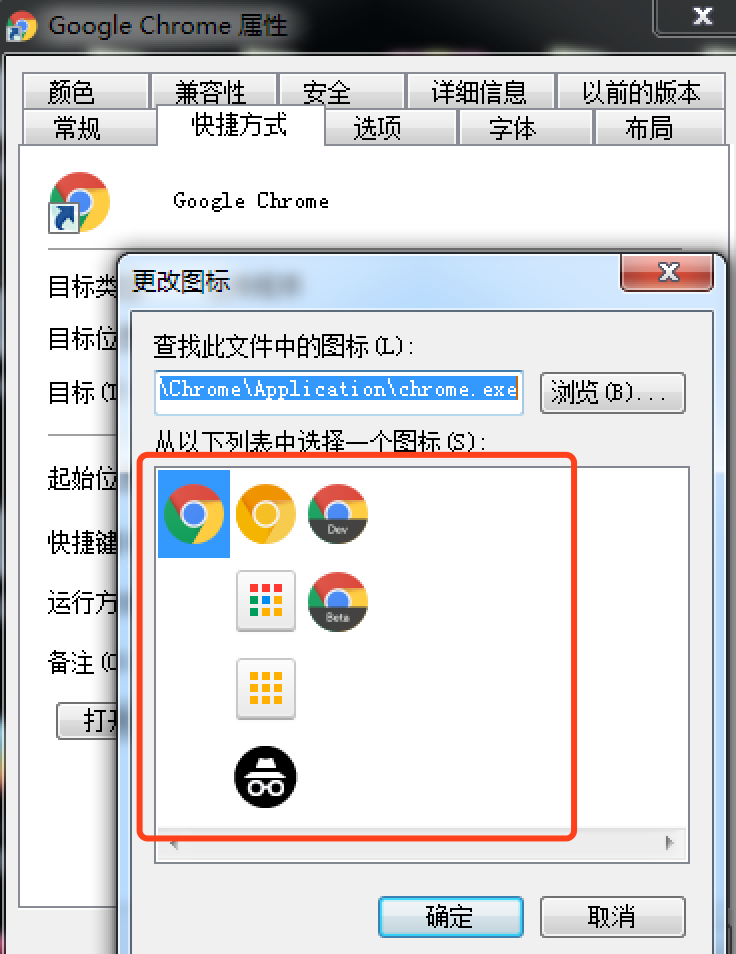 Google Chrome 属性
颜色 兼容性 安全 详细信息 以前的版本
常规 快捷方式 选项 字体 布局
Google Chrome
目标类
更改图标
目标位
查找此文件中的图标(L):
目标(T
\Chrome\Application\chrome.exe 浏览(B)...
从以下列表中选择一个图标(S):
起始位
Dev
快捷键
运行方
Beta
备注(O
打开
确定 取消